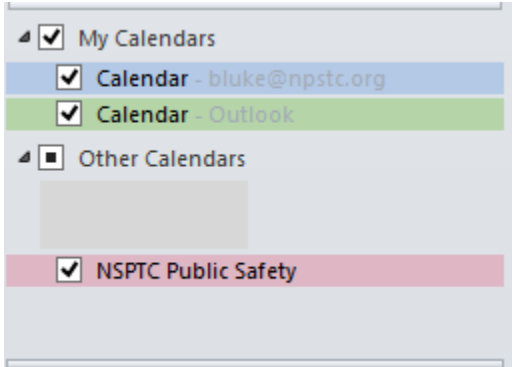 My Calendars
Calendar - bluke@npstc.org
Calendar - Outlook
Other Calendars
NSPTC Public Safety